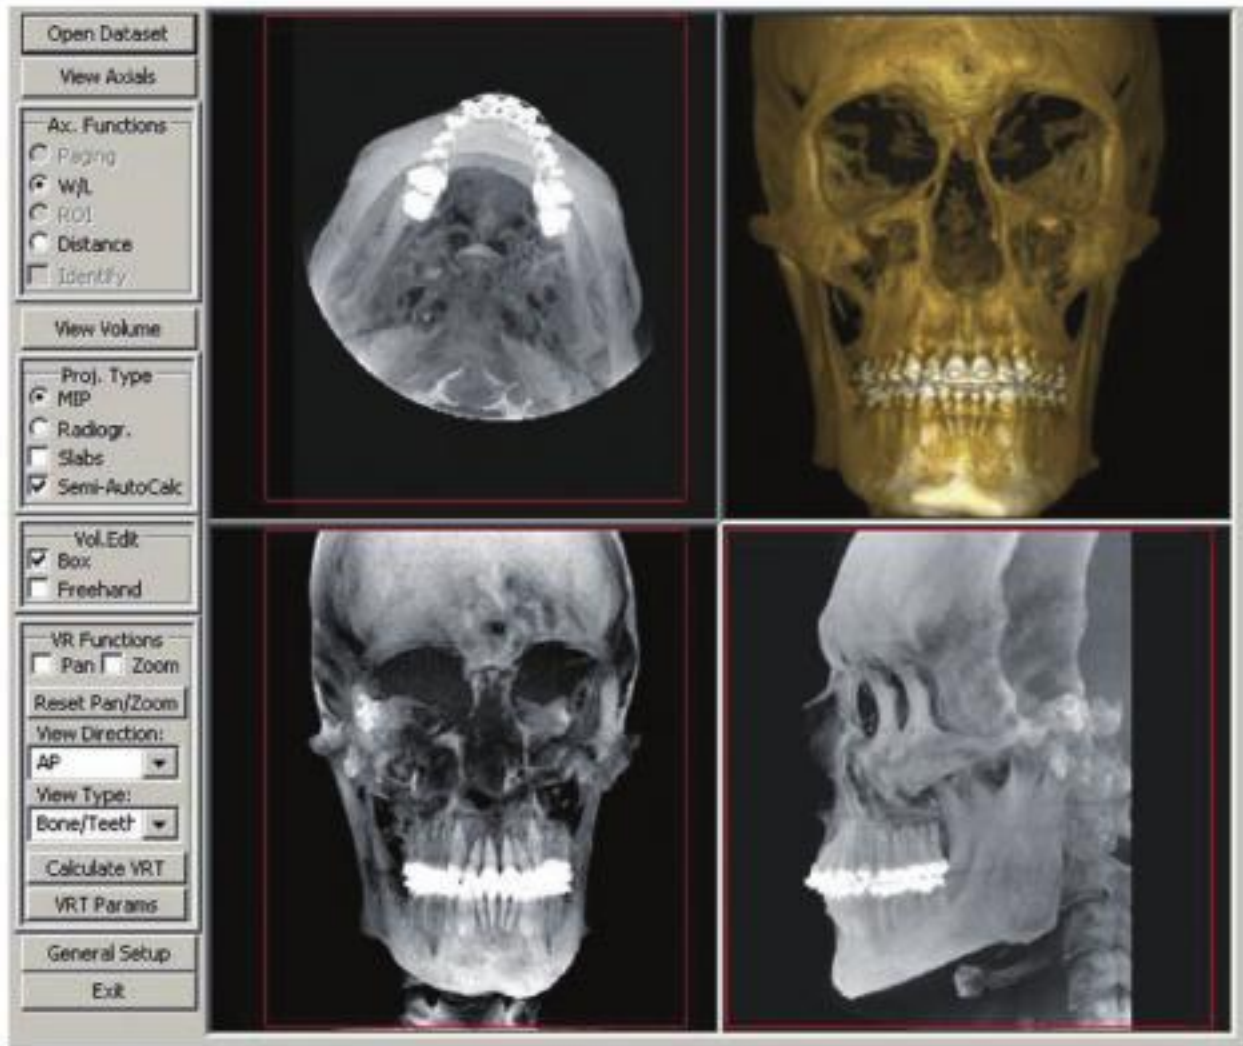 Open Dataset
View Axials
Ax. Functions
Paging
W/L
ROI
Distance
Identify
View Volume
Proj. Type
MIP
Radiogr.
Slabs
Semi-AutoCalc
Vol.Edit
Box
Freehand
VR Functions
Pan Zoom
Reset Pan/Zoom
View Direction:
AP
View Type:
Bone/Teeth
Calculate VRT
VRT Params
General Setup
Exit